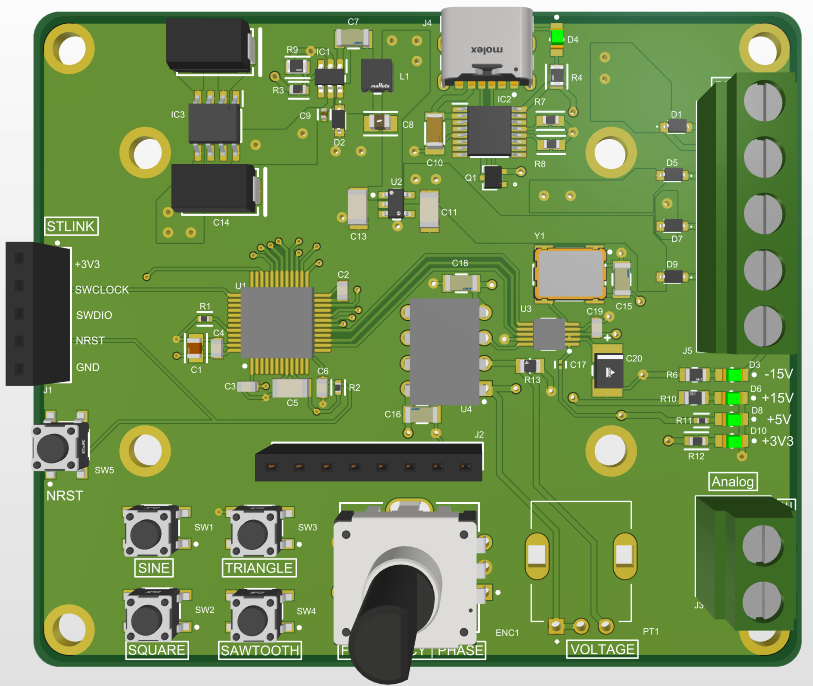 C7
J4
molex
D4
R9
IC1
L1
R4
R3
IC2
R7
IC3
C9
C8
D1
D2
C10
R8
D5
Q1
U2
C14
C11
STLINK
C13
D7
Y1
+3V3
C18
D9
SWCLOCK
U1
C2
C15
SWDIO
R1
U3
C19
NRST
C4
J5
C1
C20
D3
GND
C17
R6
-15V
C3
C6
R2
R13
D6
J1
C5
R10
+15V
C16
U4
D8
R11
+5V
D10
J2
+3V3
R12
SW5
Analog
NRST
SW1
SW3
SINE
TRIANGLE
SW2
SW4
J3
ENC1
PT1
SQUARE
SAWTOOTH
PHASE
VOLTAGE